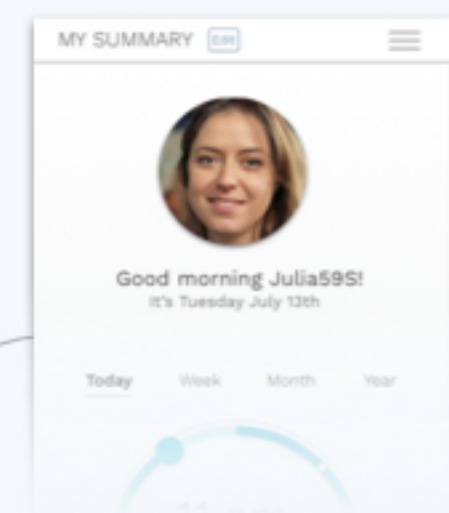 MY SUMMARY Edit
Good morning Julia59S!
It's Tuesday July 13th
Today Week Month Year